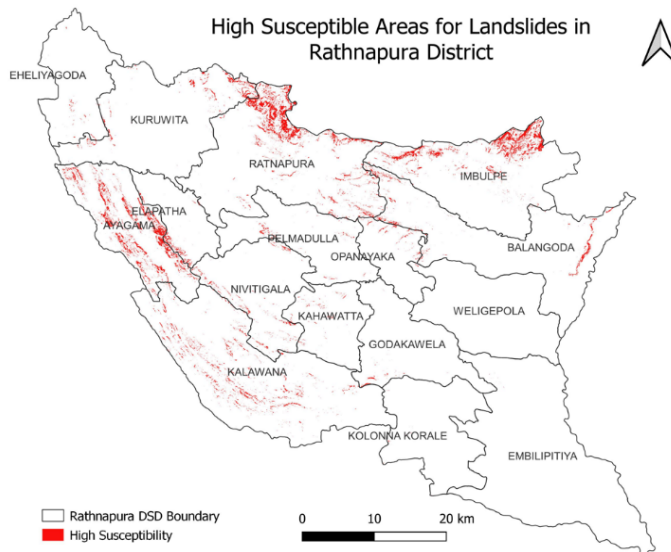 High Susceptible Areas for Landslides in
Rathnapura District
EHELIYAGODA
KURUWITA
RATNAPURA
IMBULPE
ELAPATHA
AYAGAMA
PELMADULLA
BALANGODA
OPANAYAKA
NIVITIGALA
WELIGEPOLA
KAHAWATTA
GODAKAWELA
KALAWANA
KOLONNA KORALE
EMBILIPITIYA
Rathnapura DSD Boundary
High Susceptibility
0 10 20 km